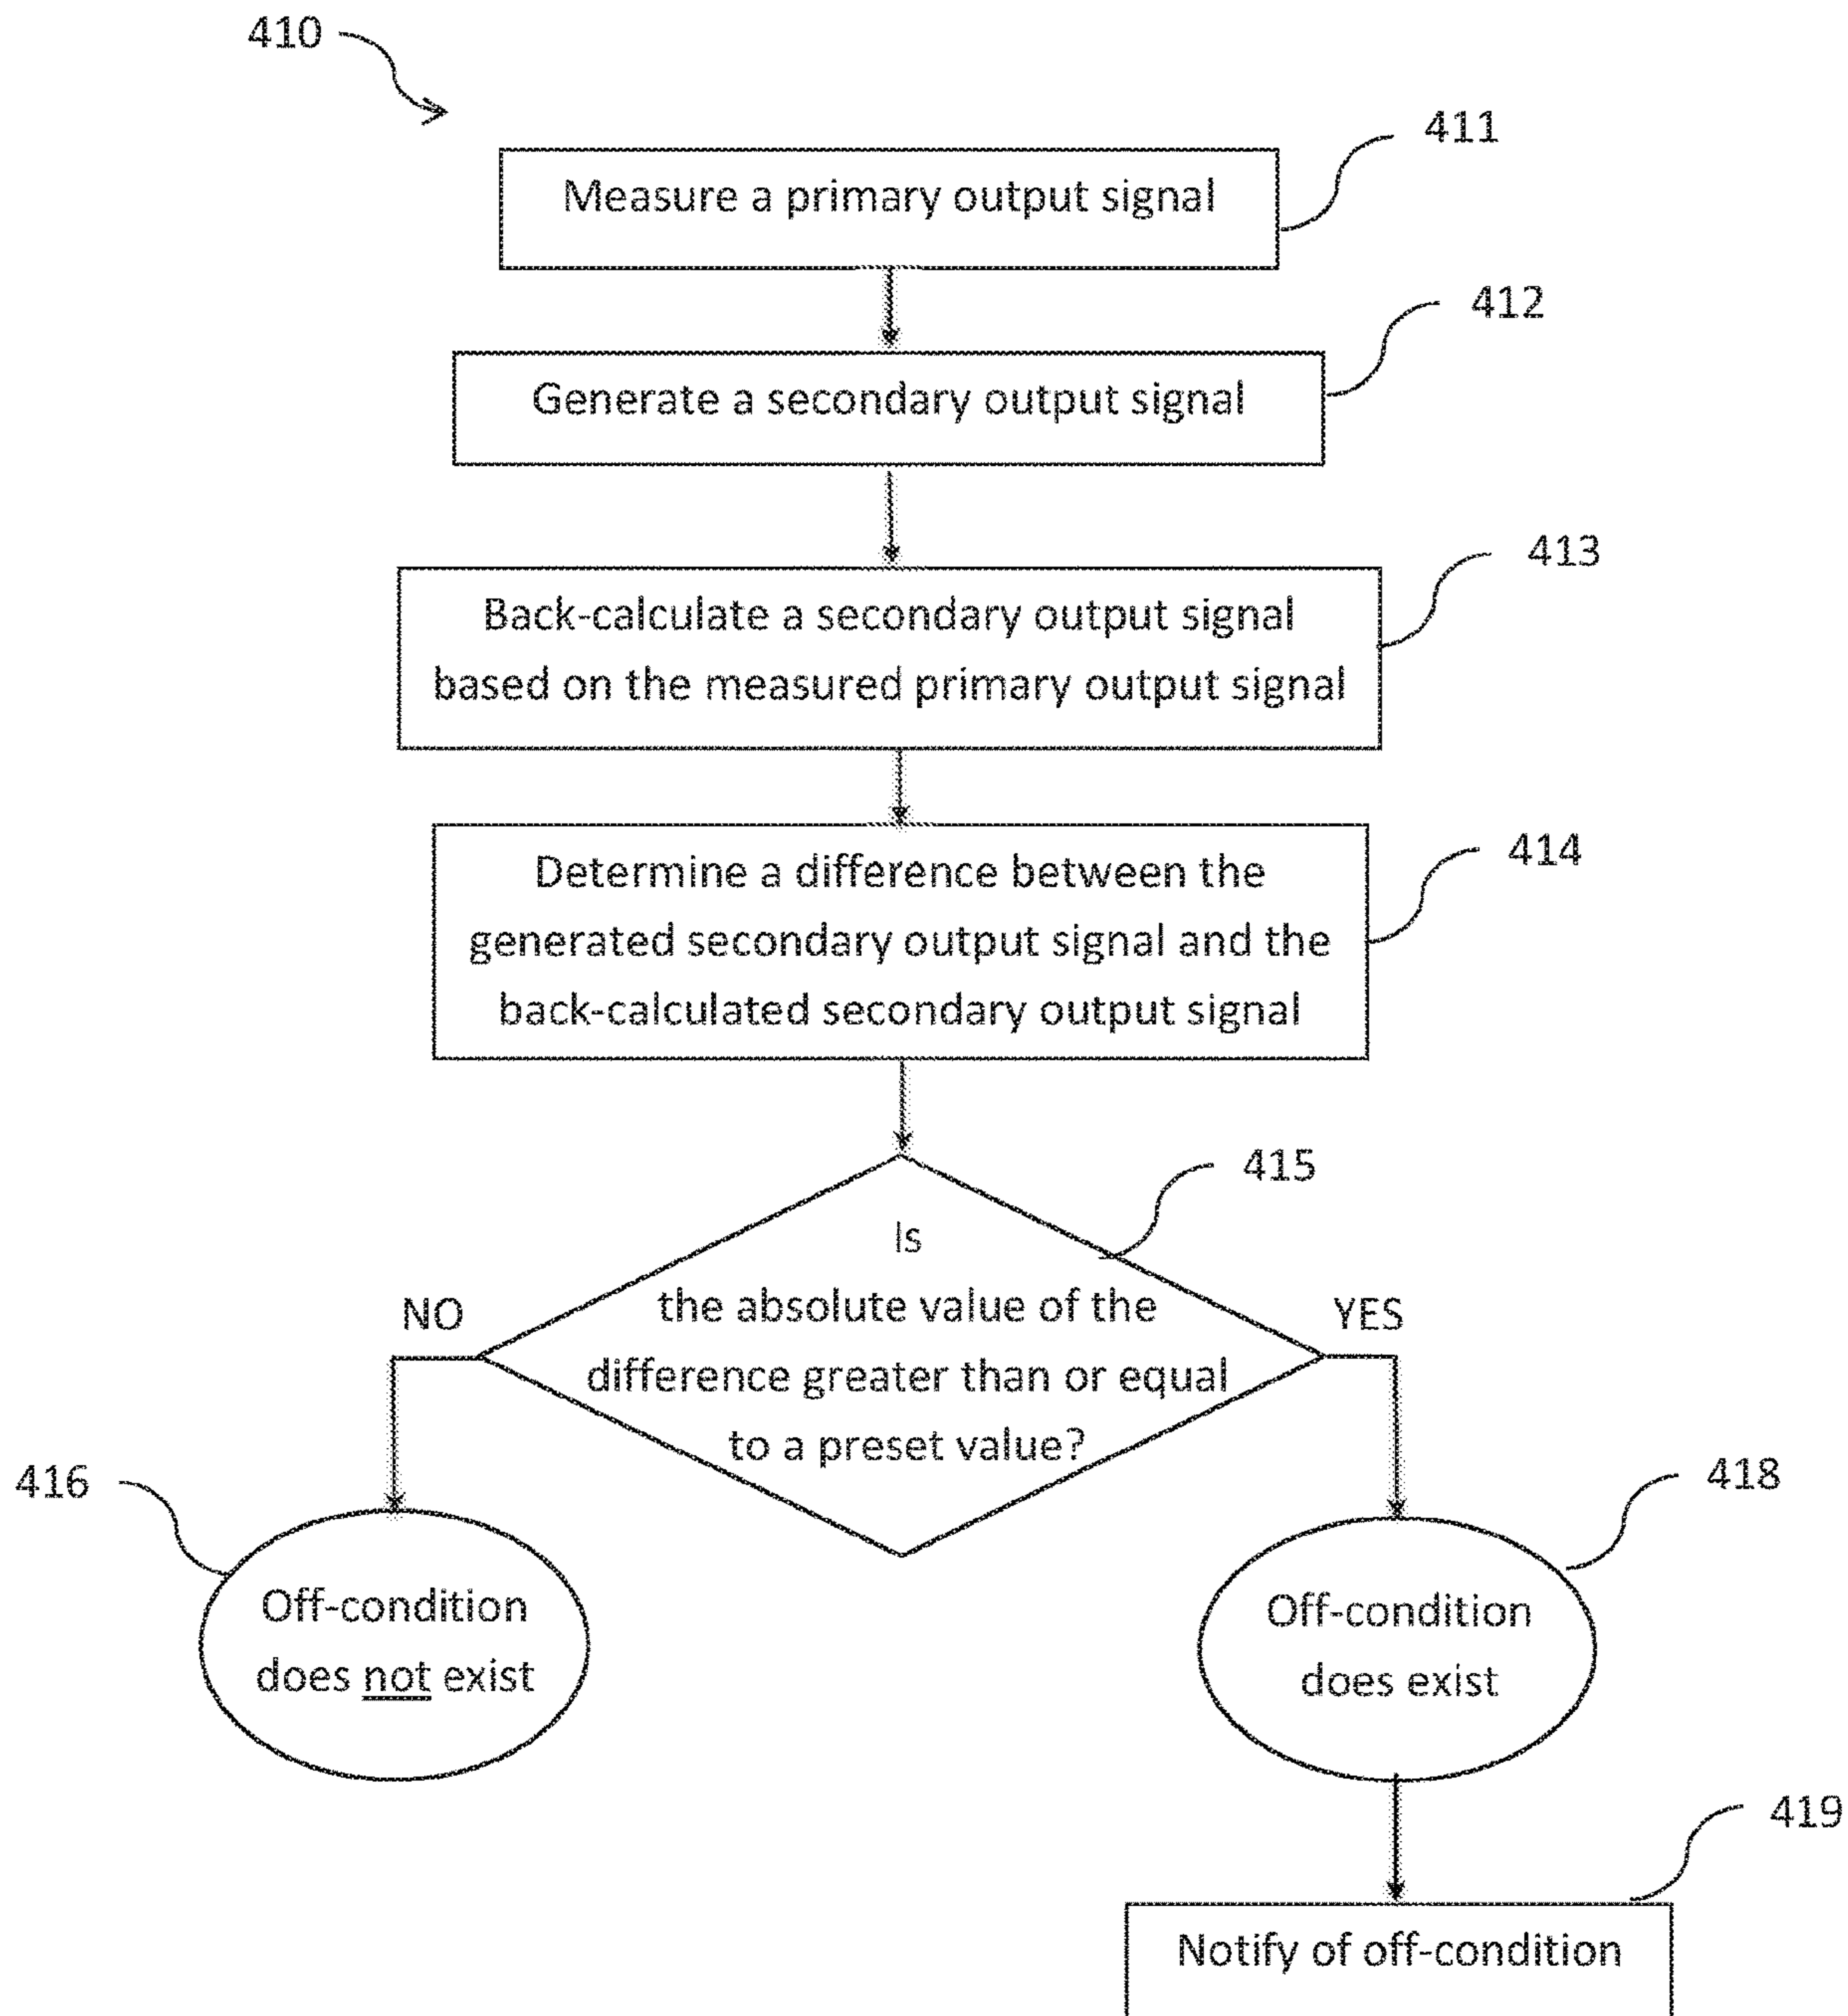 410
411
Measure a primary output signal
412
Generate a secondary output signal
413
Back-calculate a secondary output signal
based on the measured primary output signal
414
Determine a difference between the
generated secondary output signal and the
back-calculated secondary output signal
415
Is
the absolute value of the
difference greater than or equal
to a preset value?
NO
YES
416
Off-condition
does not exist
418
Off-condition
does exist
419
Notify of off-condition